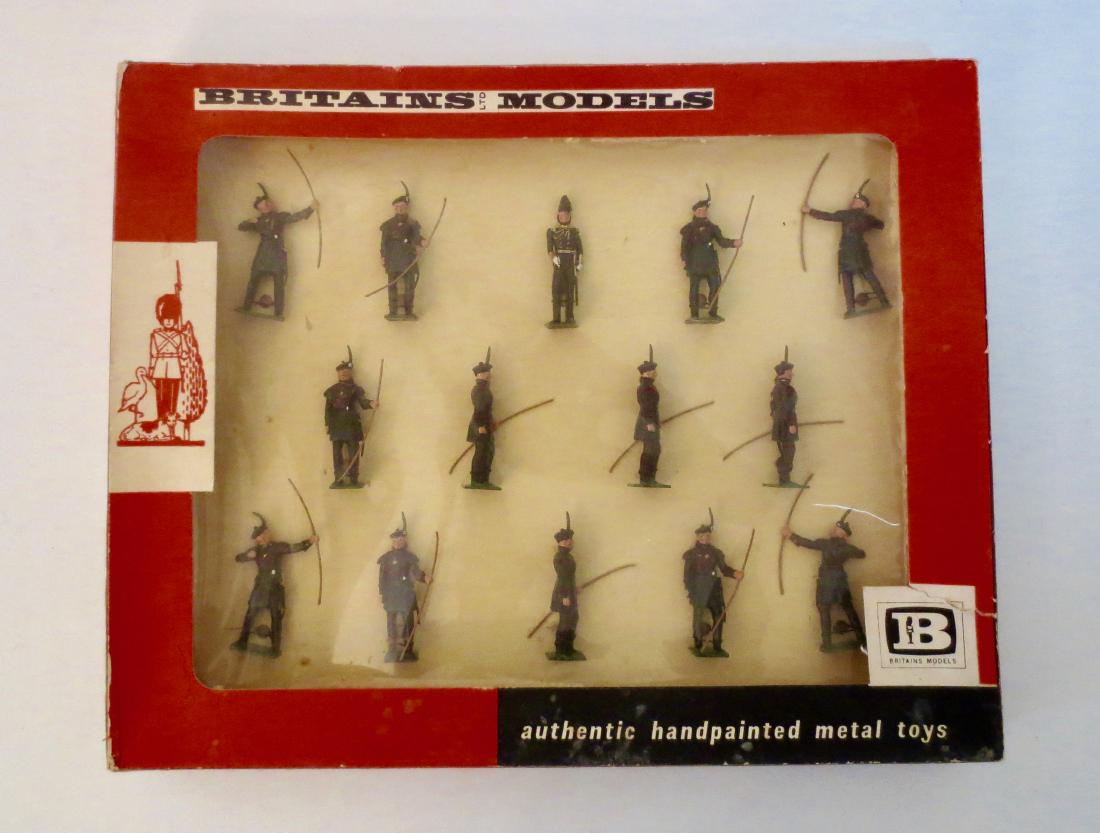 BRITAINS LTD MODELS
B
BRITAINS MODELS
authentic handpainted metal toys